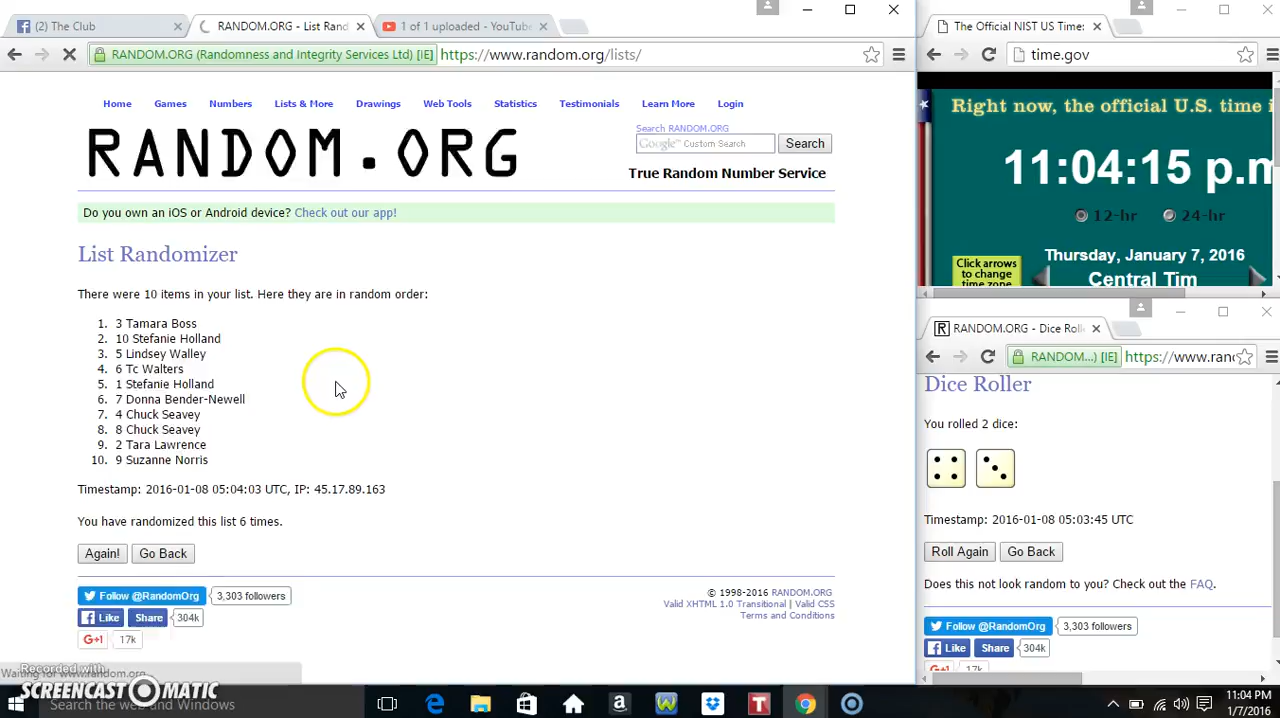 (2) The Club
RANDOM.ORG - List Rand
1 of 1 uploaded - YouTube
RANDOM.ORG (Randomness and Integrity Services Ltd) [IE] https://www.random.org/lists/
Home Games Numbers Lists & More Drawings Web Tools Statistics Testimonials Learn More Login
RANDOM.ORG
Search RANDOM.ORG
Google™ Custom Search Search
True Random Number Service
Do you own an iOS or Android device? Check out our app!
List Randomizer
There were 10 items in your list. Here they are in random order:
1. 3 Tamara Boss
2. 10 Stefanie Holland
3. 5 Lindsey Walley
4. 6 Tc Walters
5. 1 Stefanie Holland
6. 7 Donna Bender-Newell
7. 4 Chuck Seavey
8. 8 Chuck Seavey
9. 2 Tara Lawrence
10. 9 Suzanne Norris
Timestamp: 2016-01-08 05:04:03 UTC, IP: 45.17.89.163
You have randomized this list 6 times.
Again! Go Back
Follow @RandomOrg 3,303 followers
Like Share 304k
G+1 17k
© 1998-2016 RANDOM.ORG
Valid XHTML 1.0 Transitional | Valid CSS
Terms and Conditions
Waiting for www.random.org
Recorded with
SCREENCAST-O-MATIC
Search the web and Windows
The Official NIST US Time:
time.gov
Right now, the official U.S. time i
11:04:15 p.m
12-hr 24-hr
Thursday, January 7, 2016
Central Tim
Click arrows
to change
time zone
RANDOM.ORG - Dice Rolle
RANDOM...) [IE] https://www.rand
Dice Roller
You rolled 2 dice:
Timestamp: 2016-01-08 05:03:45 UTC
Roll Again Go Back
Does this not look random to you? Check out the FAQ.
Follow @RandomOrg 3,303 followers
Like Share 304k
G+1 17k
11:04 PM
1/7/2016